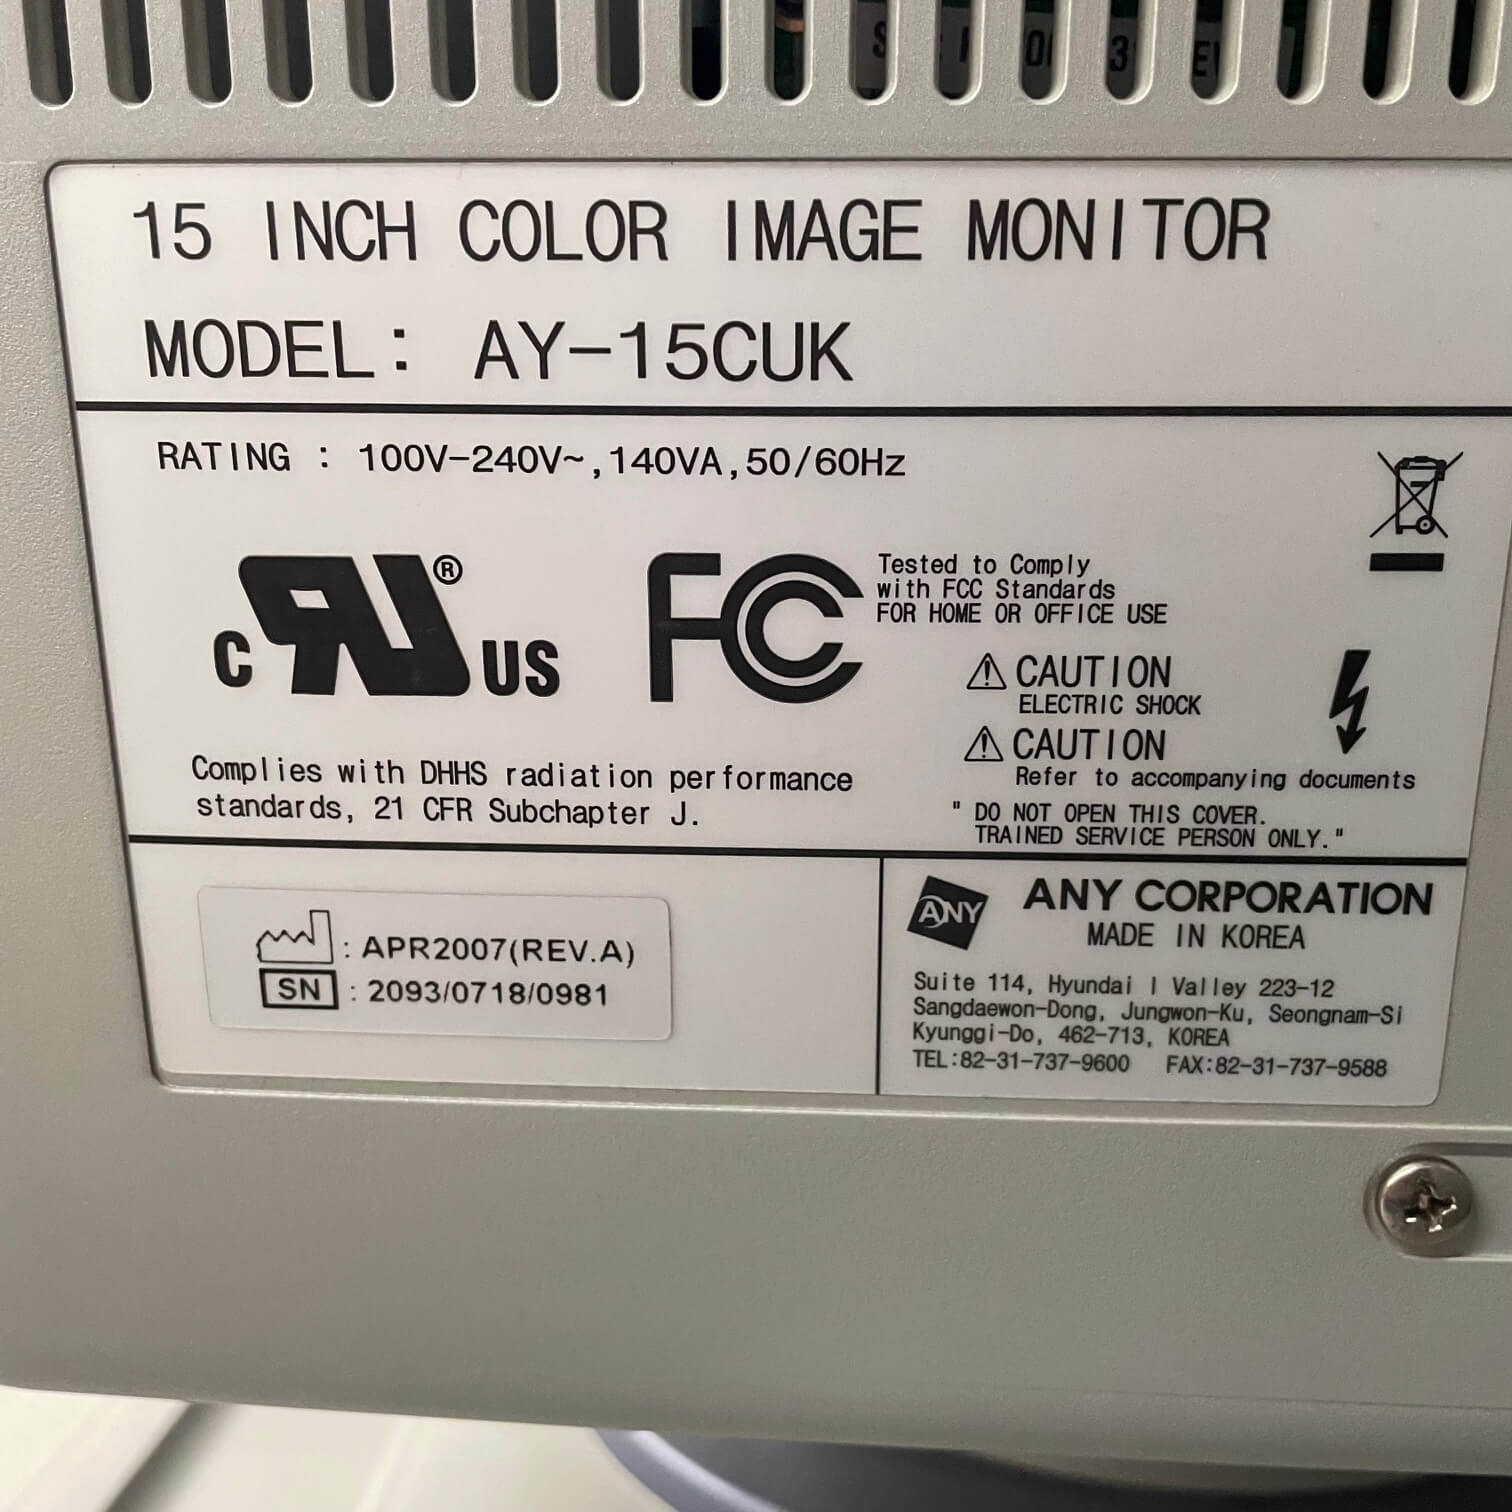 15 INCH COLOR IMAGE MONITOR
MODEL: AY-15CUK
RATING : 100V-240V~,140VA,50/60Hz
c RU ® US
FC
Tested to Comply
with FCC Standards
FOR HOME OR OFFICE USE
CAUTION
ELECTRIC SHOCK
CAUTION
Refer to accompanying documents
" DO NOT OPEN THIS COVER.
TRAINED SERVICE PERSON ONLY."
Complies with DHHS radiation performance
standards, 21 CFR Subchapter J.
: APR2007(REV.A)
SN : 2093/0718/0981
ANY
ANY CORPORATION
MADE IN KOREA
Suite 114, Hyundai I Valley 223-12
Sangdaewon-Dong, Jungwon-Ku, Seongnam-Si
Kyunggi-Do, 462-713, KOREA
TEL:82-31-737-9600 FAX:82-31-737-9588